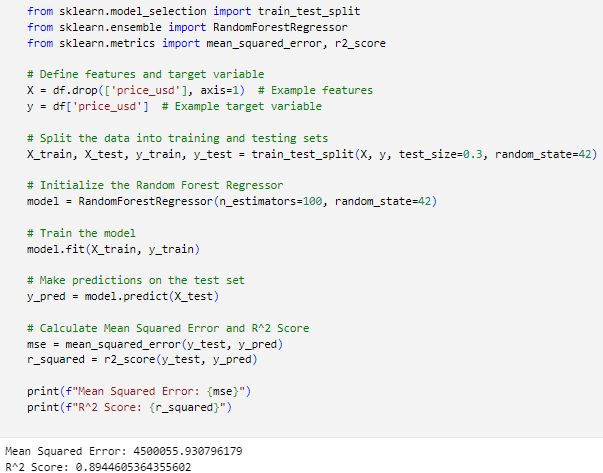 from sklearn.model_selection import train_test_split
from sklearn.ensemble import RandomForestRegressor
from sklearn.metrics import mean_squared_error, r2_score

# Define features and target variable
X = df.drop(['price_usd'], axis=1)  # Example features
y = df['price_usd']  # Example target variable

# Split the data into training and testing sets
X_train, X_test, y_train, y_test = train_test_split(X, y, test_size=0.3, random_state=42)

# Initialize the Random Forest Regressor
model = RandomForestRegressor(n_estimators=100, random_state=42)

# Train the model
model.fit(X_train, y_train)

# Make predictions on the test set
y_pred = model.predict(X_test)

# Calculate Mean Squared Error and R^2 Score
mse = mean_squared_error(y_test, y_pred)
r_squared = r2_score(y_test, y_pred)

print(f"Mean Squared Error: {mse}")
print(f"R^2 Score: {r_squared}")

Mean Squared Error: 4500055.930796179
R^2 Score: 0.8944605364355602